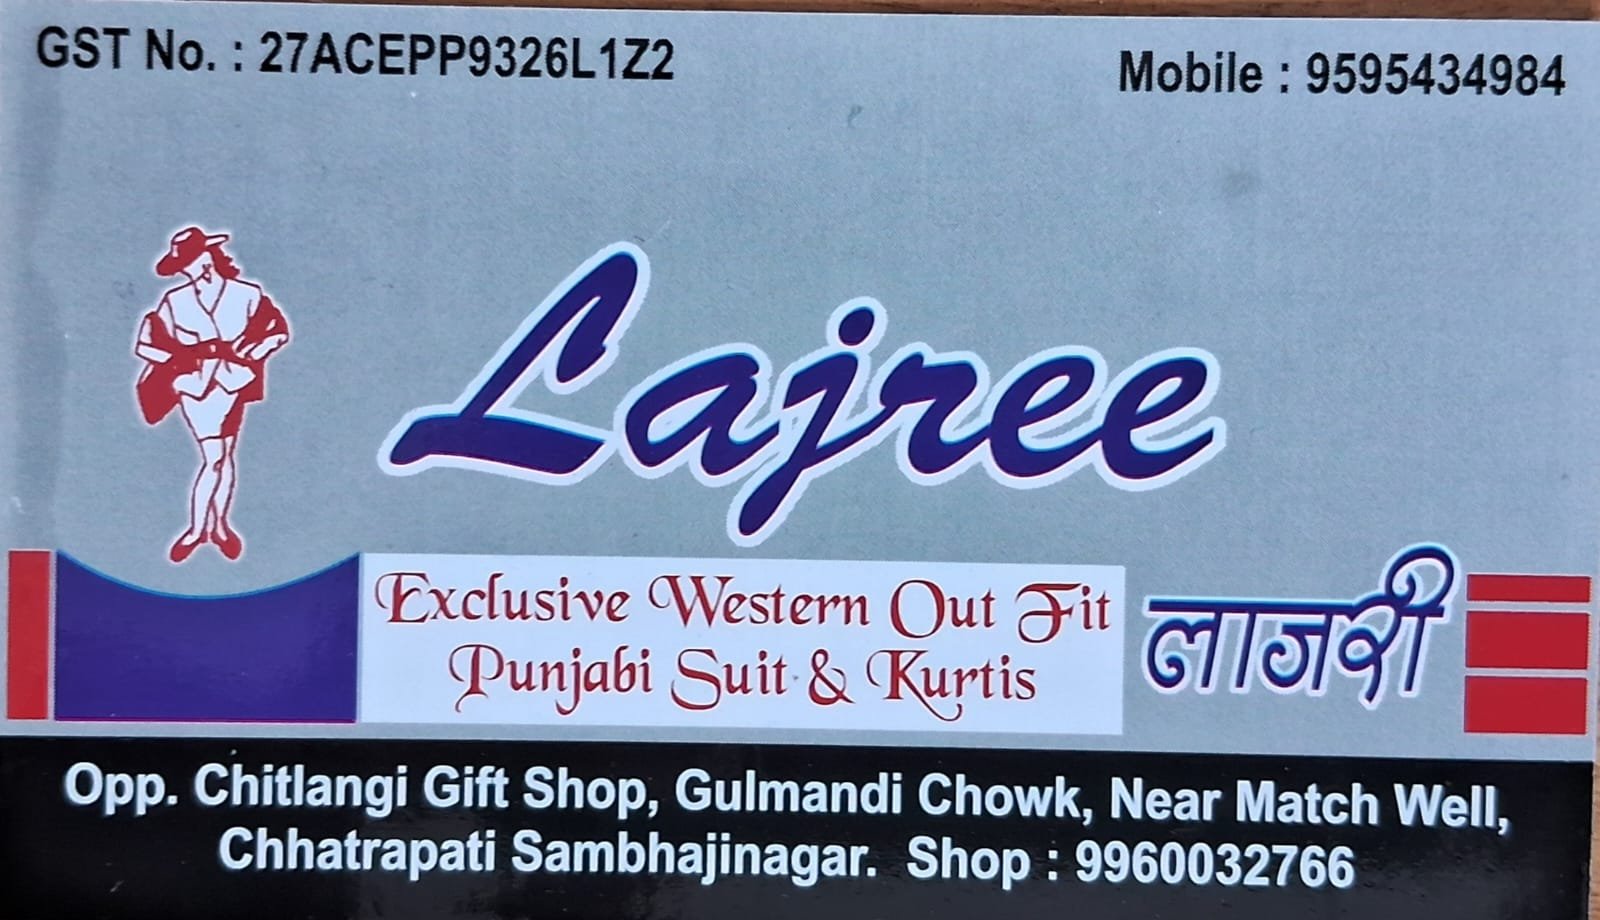 GST No. : 27ACEPP9326L1Z2
Mobile : 9595434984
Lajree
Exclusive Western Out Fit
Punjabi Suit & Kurtis
लाजरी
Opp. Chitlangi Gift Shop, Gulmandi Chowk, Near Match Well,
Chhatrapati Sambhajinagar. Shop : 9960032766